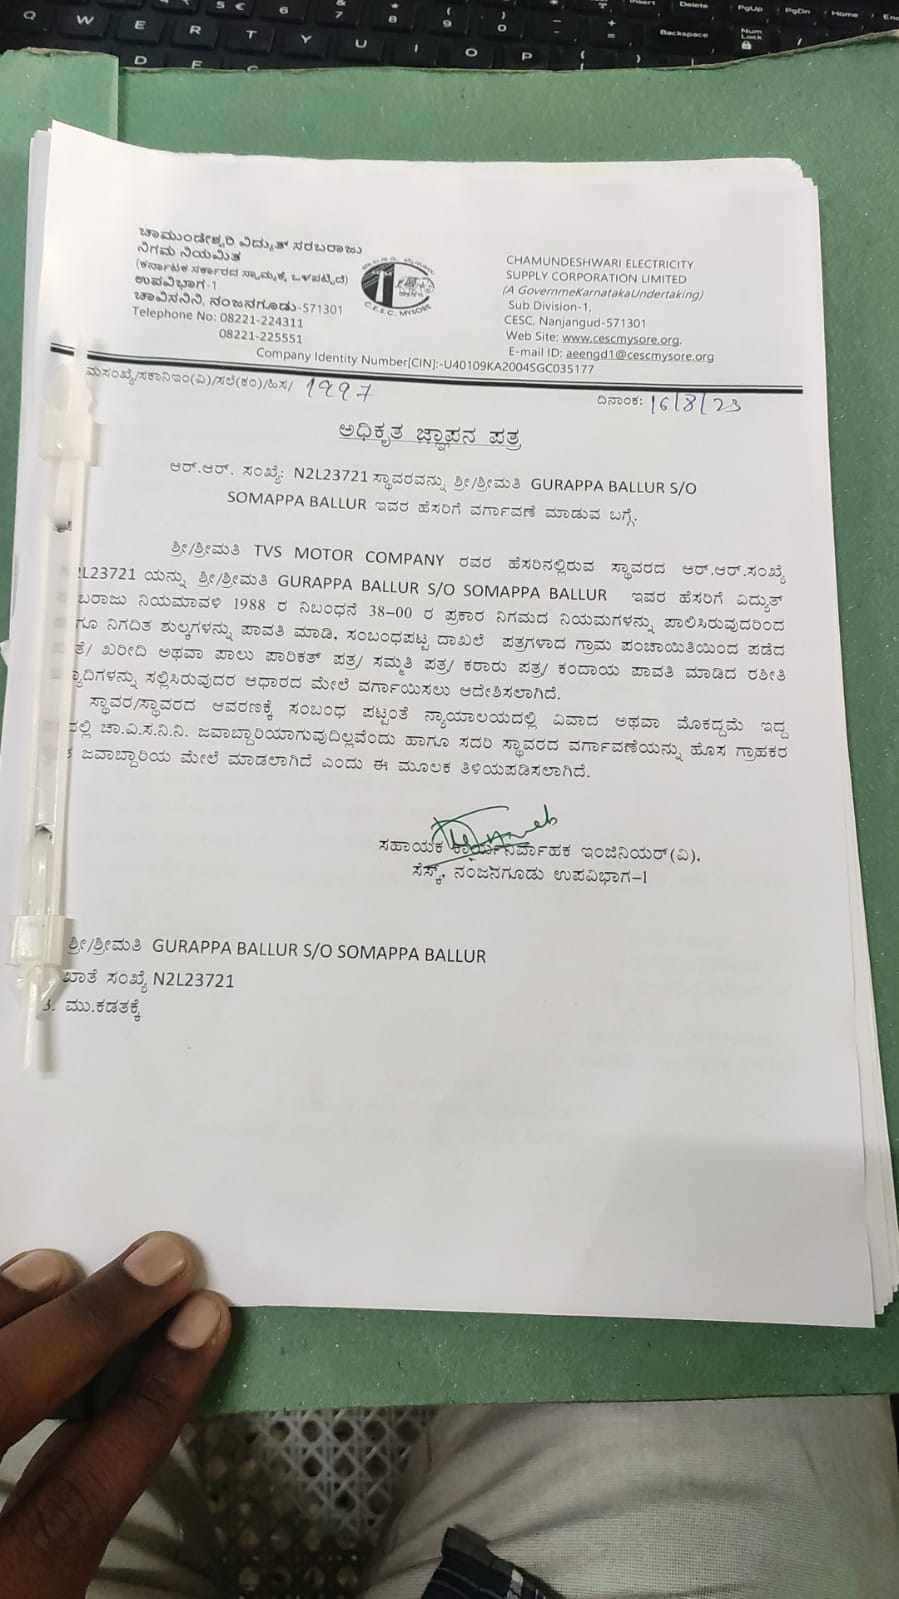 ಚಾಮುಂಡೇಶ್ವರಿ ವಿದ್ಯುತ್ ಸರಬರಾಜು
ನಿಗಮ ನಿಯಮಿತ
(ಕರ್ನಾಟಕ ಸರ್ಕಾರದ ಸ್ವಾಮ್ಯಕ್ಕೆ ಒಳಪಟ್ಟಿದೆ)
ಉಪವಿಭಾಗ-1
ಚಾವಿಸನಿನಿ, ನಂಜನಗೂಡು-571301
Telephone No: 08221-224311
08221-225551
C.E.S.C. MYSORE
CHAMUNDESHWARI ELECTRICITY
SUPPLY CORPORATION LIMITED
(A GovernmeKarnatakaUndertaking)
Sub Division-1,
CESC, Nanjangud-571301
Web Site: www.cescmysore.org.
E-mail ID: aeengd1@cescmysore.org
Company Identity Number[CIN]:-U40109KA2004SGC035177
ಮಸಂಖ್ಯೆ/ಸಕಾನಿಇಂ(ವಿ)/ಸಲೆ(ಕಂ)/ಹಿಸ/ 1997
ದಿನಾಂಕ: 16/8/23
ಅಧಿಕೃತ ಜ್ಞಾಪನ ಪತ್ರ
ಆರ್.ಆರ್. ಸಂಖ್ಯೆ: N2L23721 ಸ್ಥಾವರವನ್ನು ಶ್ರೀ/ಶ್ರೀಮತಿ GURAPPA BALLUR S/O
SOMAPPA BALLUR ಇವರ ಹೆಸರಿಗೆ ವರ್ಗಾವಣೆ ಮಾಡುವ ಬಗ್ಗೆ.
ಶ್ರೀ/ಶ್ರೀಮತಿ TVS MOTOR COMPANY ರವರ ಹೆಸರಿನಲ್ಲಿರುವ ಸ್ಥಾವರದ ಆರ್.ಆರ್.ಸಂಖ್ಯೆ
L23721 ಯನ್ನು ಶ್ರೀ/ಶ್ರೀಮತಿ GURAPPA BALLUR S/O SOMAPPA BALLUR ಇವರ ಹೆಸರಿಗೆ ವಿದ್ಯುತ್
ಬರಾಜು ನಿಯಮಾವಳಿ 1988 ರ ನಿಬಂಧನೆ 38-00 ರ ಪ್ರಕಾರ ನಿಗಮದ ನಿಯಮಗಳನ್ನು ಪಾಲಿಸಿರುವುದರಿಂದ
ಗೂ ನಿಗದಿತ ಶುಲ್ಕಗಳನ್ನು ಪಾವತಿ ಮಾಡಿ, ಸಂಬಂಧಪಟ್ಟ ದಾಖಲೆ ಪತ್ರಗಳಾದ ಗ್ರಾಮ ಪಂಚಾಯಿತಿಯಿಂದ ಪಡೆದ
ತೆ/ ಖರೀದಿ ಅಥವಾ ಪಾಲು ಪಾರಿಕತ್ ಪತ್ರ/ ಸಮ್ಮತಿ ಪತ್ರ/ ಕರಾರು ಪತ್ರ/ ಕಂದಾಯ ಪಾವತಿ ಮಾಡಿದ ರಶೀತಿ
ಯಾದಿಗಳನ್ನು ಸಲ್ಲಿಸಿರುವುದರ ಆಧಾರದ ಮೇಲೆ ವರ್ಗಾಯಿಸಲು ಆದೇಶಿಸಲಾಗಿದೆ.
ಸ್ಥಾವರ/ಸ್ಥಾವರದ ಆವರಣಕ್ಕೆ ಸಂಬಂಧ ಪಟ್ಟಂತೆ ನ್ಯಾಯಾಲಯದಲ್ಲಿ ವಿವಾದ ಅಥವಾ ಮೊಕದ್ದಮೆ ಇದ್ದ
ದಲ್ಲಿ ಚಾ.ವಿ.ಸ.ನಿ.ನಿ. ಜವಾಬ್ದಾರಿಯಾಗುವುದಿಲ್ಲವೆಂದು ಹಾಗೂ ಸದರಿ ಸ್ಥಾವರದ ವರ್ಗಾವಣೆಯನ್ನು ಹೊಸ ಗ್ರಾಹಕರ
ಜವಾಬ್ದಾರಿಯ ಮೇಲೆ ಮಾಡಲಾಗಿದೆ ಎಂದು ಈ ಮೂಲಕ ತಿಳಿಯಪಡಿಸಲಾಗಿದೆ.
ಸಹಾಯಕ ಕಾರ್ಯನಿರ್ವಾಹಕ ಇಂಜಿನಿಯರ್(ವಿ).
ಸೆಸ್ಕ್, ನಂಜನಗೂಡು ಉಪವಿಭಾಗ-1
ಶ್ರೀ/ಶ್ರೀಮತಿ GURAPPA BALLUR S/O SOMAPPA BALLUR
ಖಾತೆ ಸಂಖ್ಯೆ N2L23721
3. ಮು.ಕಡತಕ್ಕೆ